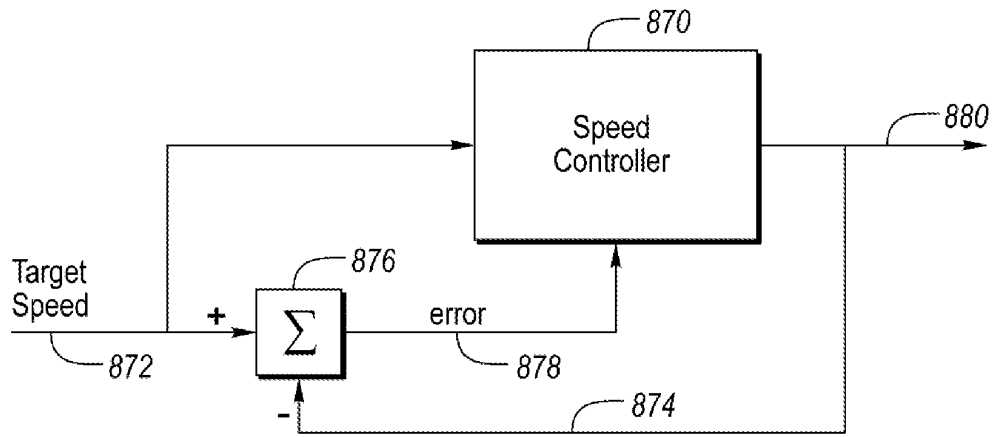 870
Speed
Controller
880
Target
Speed
876
+
Σ
error
872
878
-
874